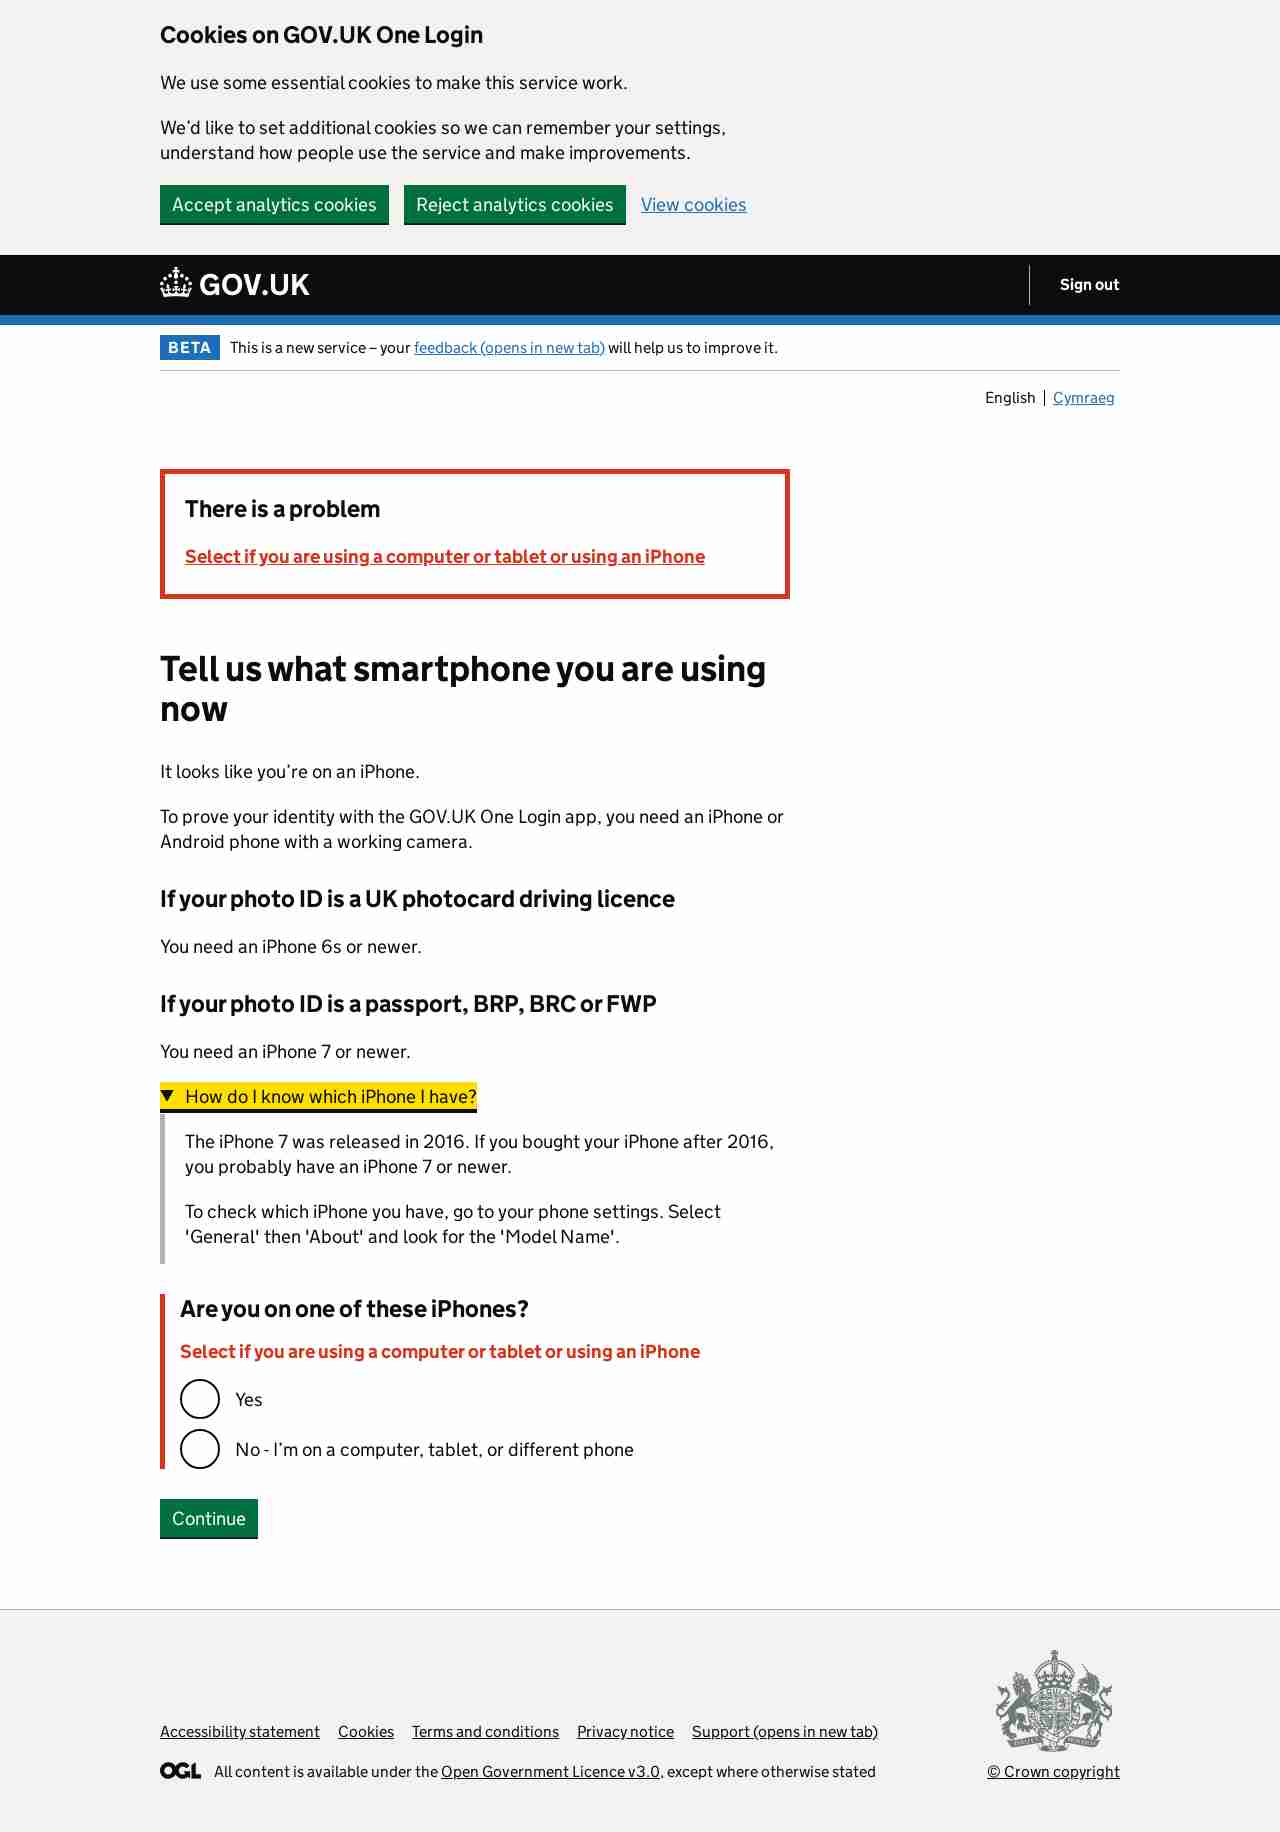 Cookies on GOV.UK One Login
We use some essential cookies to make this service work.
We’d like to set additional cookies so we can remember your settings,
understand how people use the service and make improvements.
Accept analytics cookies Reject analytics cookies View cookies
GOV.UK Sign out
BETA This is a new service – your feedback (opens in new tab) will help us to improve it.
English Cymraeg
There is a problem
Select if you are using a computer or tablet or using an iPhone
Tell us what smartphone you are using
now
It looks like you’re on an iPhone.
To prove your identity with the GOV.UK One Login app, you need an iPhone or
Android phone with a working camera.
If your photo ID is a UK photocard driving licence
You need an iPhone 6s or newer.
If your photo ID is a passport, BRP, BRC or FWP
You need an iPhone 7 or newer.
How do I know which iPhone I have?
The iPhone 7 was released in 2016. If you bought your iPhone after 2016,
you probably have an iPhone 7 or newer.
To check which iPhone you have, go to your phone settings. Select
'General' then 'About' and look for the 'Model Name'.
Are you on one of these iPhones?
Select if you are using a computer or tablet or using an iPhone
Yes
No - I’m on a computer, tablet, or different phone
Continue
Accessibility statement Cookies Terms and conditions Privacy notice Support (opens in new tab)
OGL All content is available under the Open Government Licence v3.0, except where otherwise stated
© Crown copyright